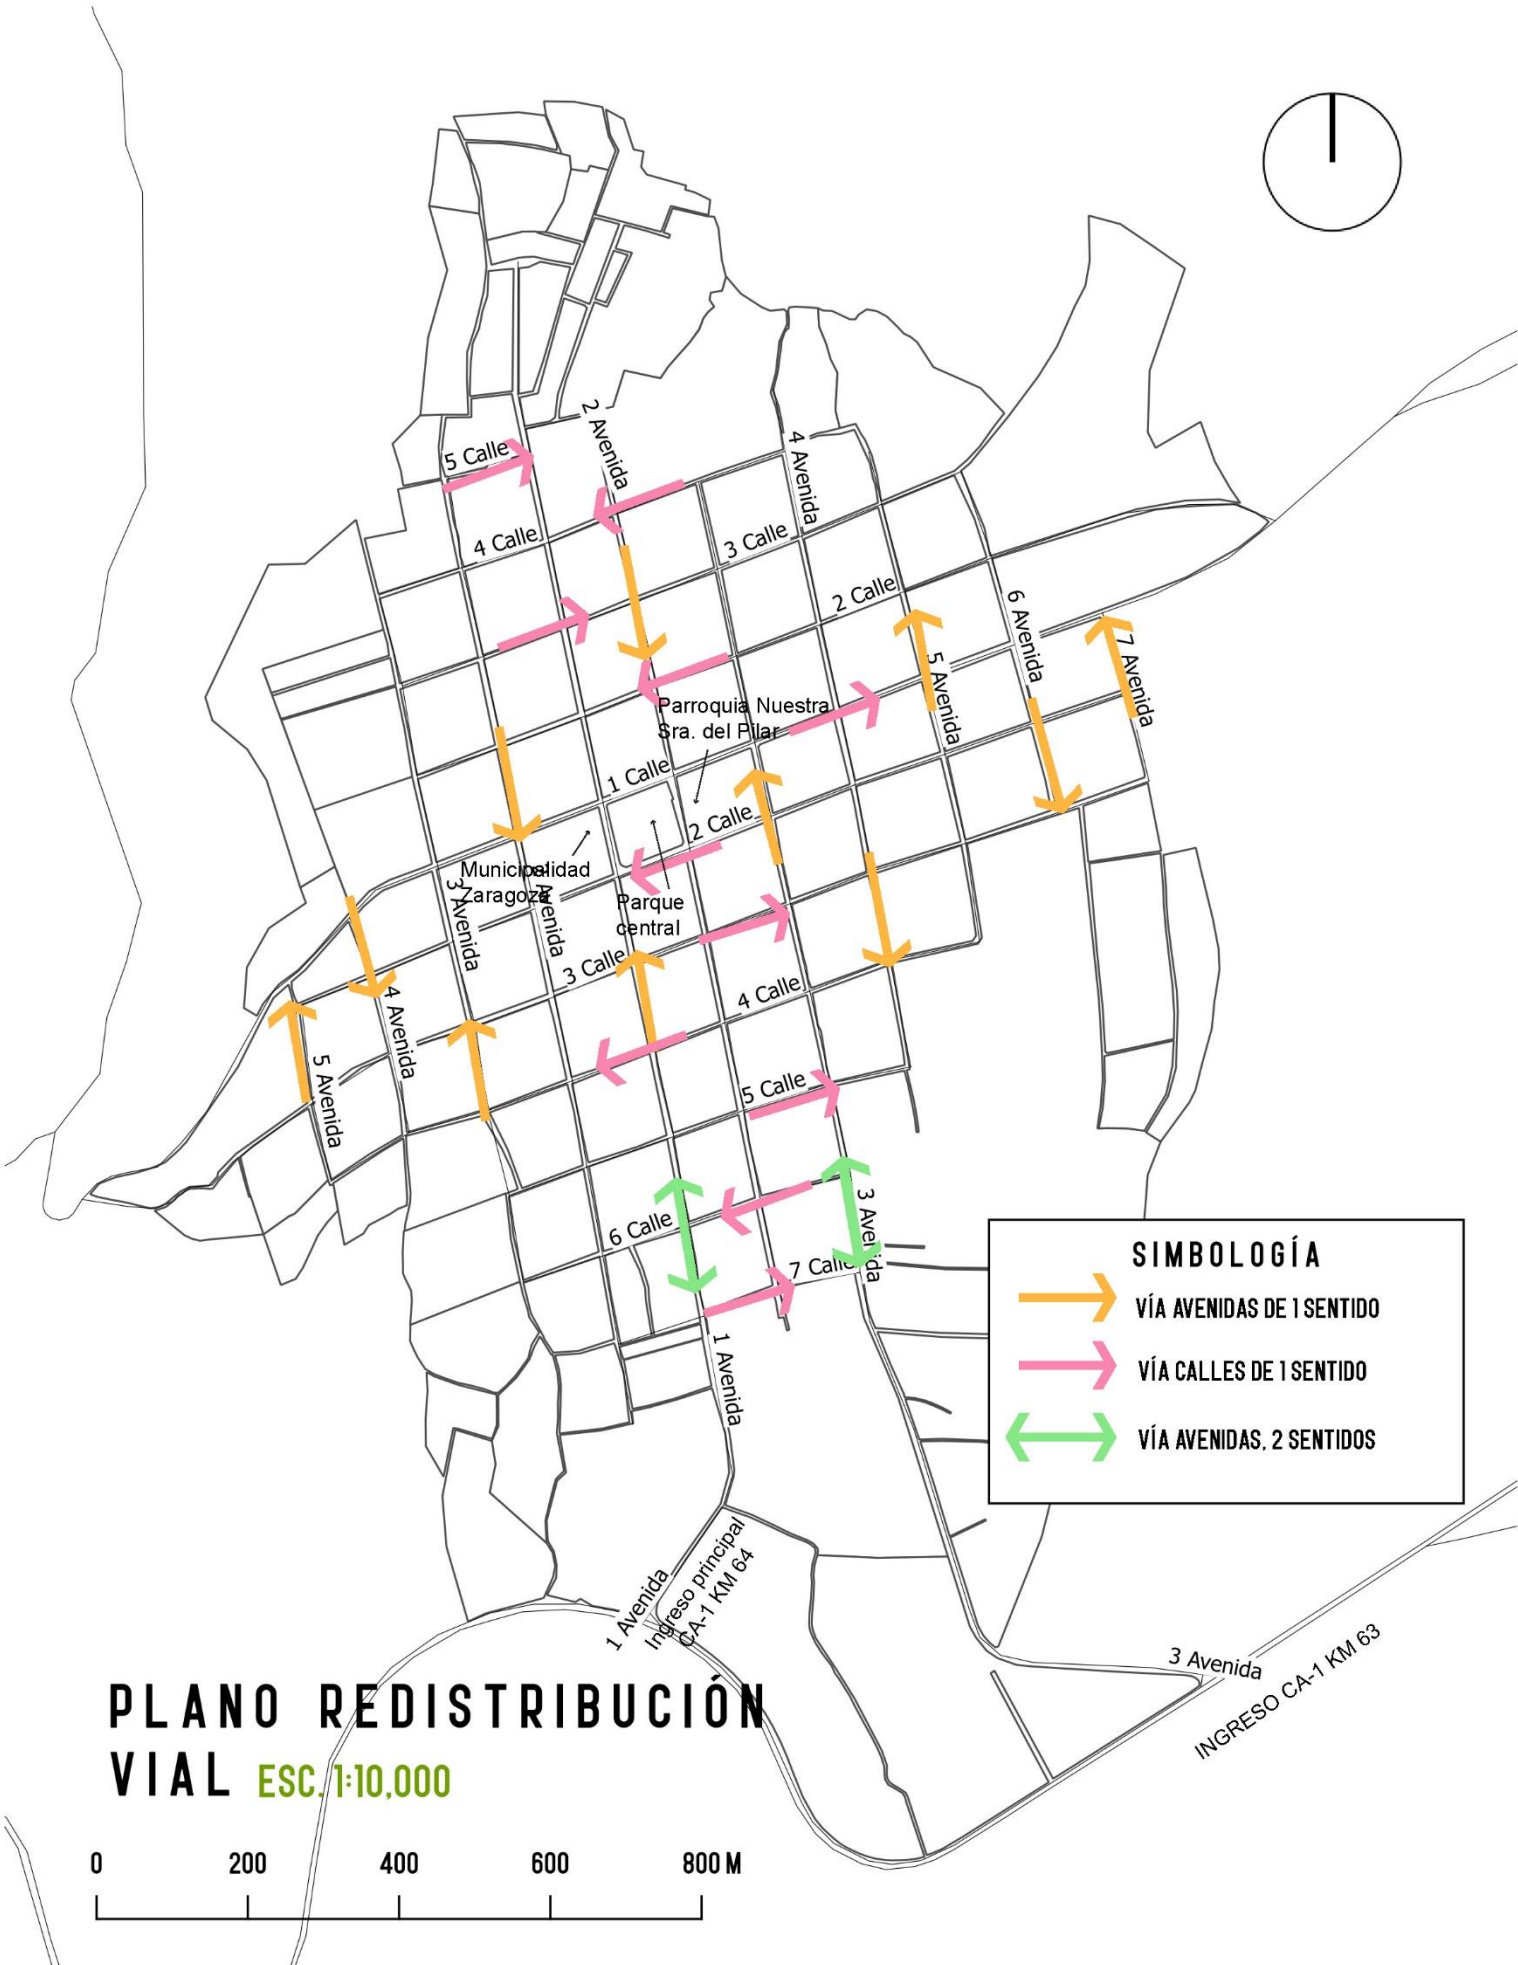 2 Avenida
4 Avenida
5 Calle
4 Calle
3 Calle
2 Calle
6 Avenida
5 Avenida
7 Avenida
Parroquia Nuestra
Sra. del Pilar
1 Calle
2 Calle
Municipalidad
Zaragoza
Parque
central
3 Avenida
Avenida
3 Calle
4 Calle
4 Avenida
5 Avenida
5 Calle
6 Calle
3 Avenida
7 Calle
1 Avenida
SIMBOLOGÍA
VÍA AVENIDAS DE 1 SENTIDO
VÍA CALLES DE 1 SENTIDO
VÍA AVENIDAS, 2 SENTIDOS
1 Avenida
Ingreso principal
CA-1 KM 64
3 Avenida
INGRESO CA-1 KM 63
PLANO REDISTRIBUCIÓN
VIAL ESC. 1:10,000
0 200 400 600 800 M